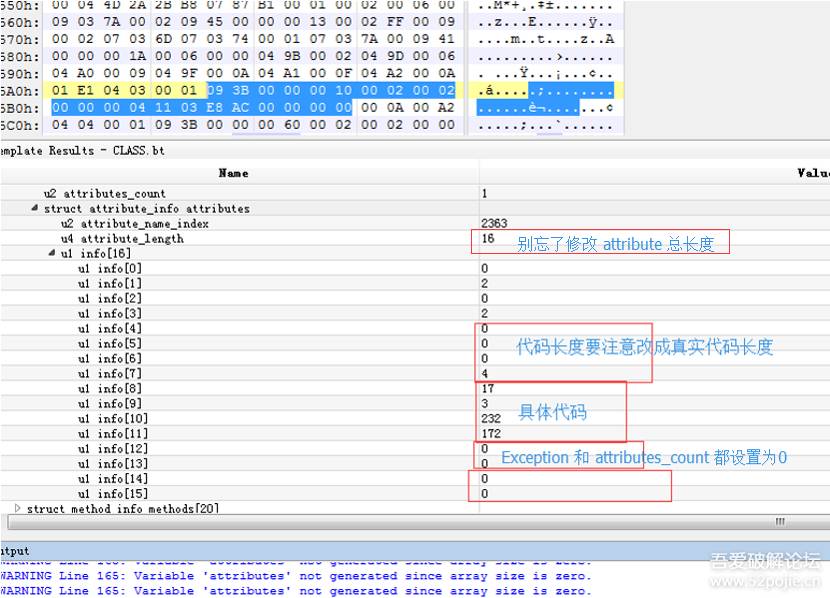 550h: 00 04 4D 2A 2B B8 07 87 B1 00 01 00 02 00 06 00 ..M*+¸.‡±.......
560h: 09 03 7A 00 02 09 45 00 00 00 13 00 02 FF 00 09 ..z...E......ÿ..
570h: 00 02 07 03 6D 07 03 74 00 01 07 03 7A 00 09 41 ....m..t....z..A
580h: 00 00 00 1A 00 06 00 00 04 9B 00 02 04 9D 00 06 .........›......
590h: 04 A0 00 09 04 9F 00 0A 04 A1 00 0F 04 A2 00 0A . ...Ÿ...¡...¢..
5A0h: 01 E1 04 03 00 01 09 3B 00 00 00 10 00 02 00 02 .á.....;........
5B0h: 00 00 00 04 11 03 E8 AC 00 00 00 00 00 0A 00 A2 ......è¬.......¢
5C0h: 04 04 00 01 09 3B 00 00 00 60 00 02 00 02 00 00 .....;...`......
emplate Results - CLASS.bt
Name Valu
u2 attributes_count 1
struct attribute_info attributes
u2 attribute_name_index 2363
u4 attribute_length 16 别忘了修改 attribute 总长度
u1 info[16]
u1 info[0] 0
u1 info[1] 2
u1 info[2] 0
u1 info[3] 2
u1 info[4] 0
u1 info[5] 0 代码长度要注意改成真实代码长度
u1 info[6] 0
u1 info[7] 4
u1 info[8] 17
u1 info[9] 3 具体代码
u1 info[10] 232
u1 info[11] 172
u1 info[12] 0 Exception 和 attributes_count 都设置为0
u1 info[13] 0
u1 info[14] 0
u1 info[15] 0
struct method_info methods[20]
utput
WARNING Line 165: Variable 'attributes' not generated since array size is zero.
WARNING Line 165: Variable 'attributes' not generated since array size is zero.
WARNING Line 165: Variable 'attributes' not generated since array size is zero.
吾爱破解论坛
www.52pojie.cn